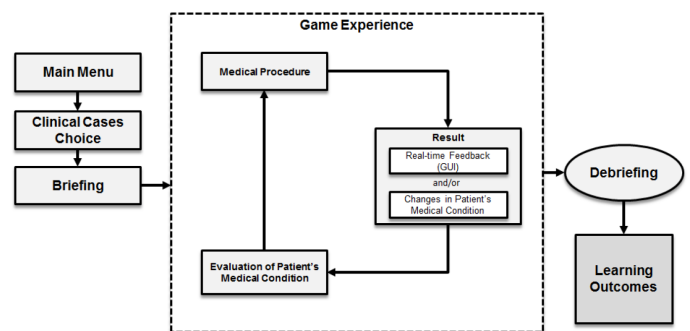 Game Experience
Main Menu
Clinical Cases
Choice
Briefing
Medical Procedure
Result
Real-time Feedback
(GUI)
and/or
Changes in Patient's
Medical Condition
Evaluation of Patient's
Medical Condition
Debriefing
Learning
Outcomes